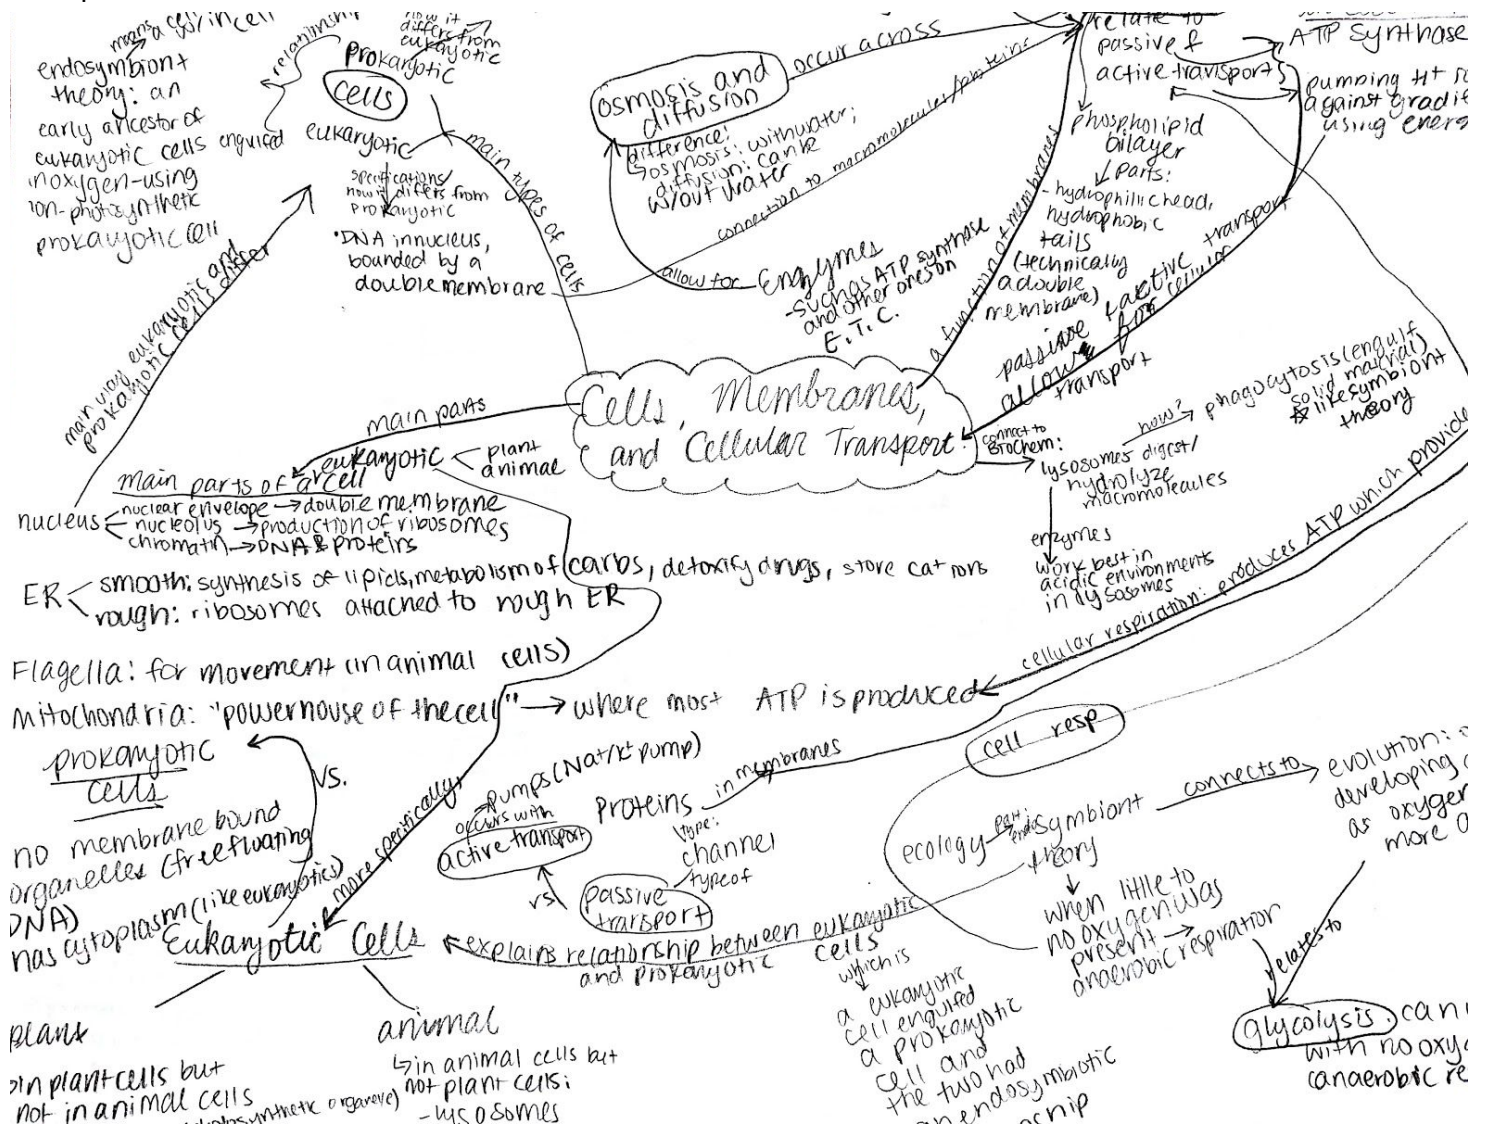 means a
endosymbiont
theory: an
early ancestor of
eukaryotic cells engulfed
in oxygen-using
non-photosynthetic
prokaryotic cell
relationship
how it
differs from
eukaryotic
prokaryotic
cells
eukaryotic
specifications/
how it differs from
prokaryotic
•DNA in nucleus,
bounded by a
double membrane
main types of cells
connection to macromolecules/proteins
osmosis and
diffusion
occur across
difference:
↳osmosis: with water;
diffusion: can be
w/out water
allow for
Enzymes
-such as ATP synthase
and other ones on
E.T.C.
relate to
passive &
active transport
phospholipid
bilayer
↓ parts:
- hydrophilic head,
hydrophobic
tails
(technically
a double
membrane)
ATP Synthase
pumping H+
against
using
a function of membranes
passive & active transport
allow for cellular
transport
main way eukaryotic and
prokaryotic cells differ
Cells, Membranes,
and Cellular Transport
connect to
Biochem:
lysosomes digest/
hydrolyze
macromolecules
how?
phagocytosis (engulf
solid material)
☆ like symbiont
theory
enzymes
work best in
acidic environments
in lysosomes
main parts
eukaryotic
plant
animal
main parts of a cell
nucleus
nuclear envelope → double membrane
nucleolus → production of ribosomes
chromatin → DNA & proteins
ER
smooth: synthesis of lipids, metabolism of carbs, detoxify drugs, store cations
rough: ribosomes attached to rough ER
Flagella: for movement (in animal cells)
Mitochondria: "powerhouse of the cell" → where most ATP is produced
cellular respiration: produces ATP which provide
prokaryotic
cells
vs.
no membrane bound
organelles (free floating
DNA)
has cytoplasm (like eukaryotics)
more specifically,
Eukaryotic Cells
pumps (Na+/K+ pump)
occurs with
active transport
vs.
proteins
in membranes
type:
channel
type of
passive
transport
cell resp
ecology
part:
endo
symbiont
theory
connects to
evolution:
developing
as oxygen
more
when little to
no oxygen was
present →
anaerobic respiration
relates to
glycolysis
with no
(anaerobic
explains relationship between eukaryotic
and prokaryotic cells
which is
a eukaryotic
cell engulfed
a prokaryotic
cell and
the two had
an endosymbiotic
plant
in plant cells but
not in animal cells
animal
↳in animal cells but
not plant cells:
-lysosomes